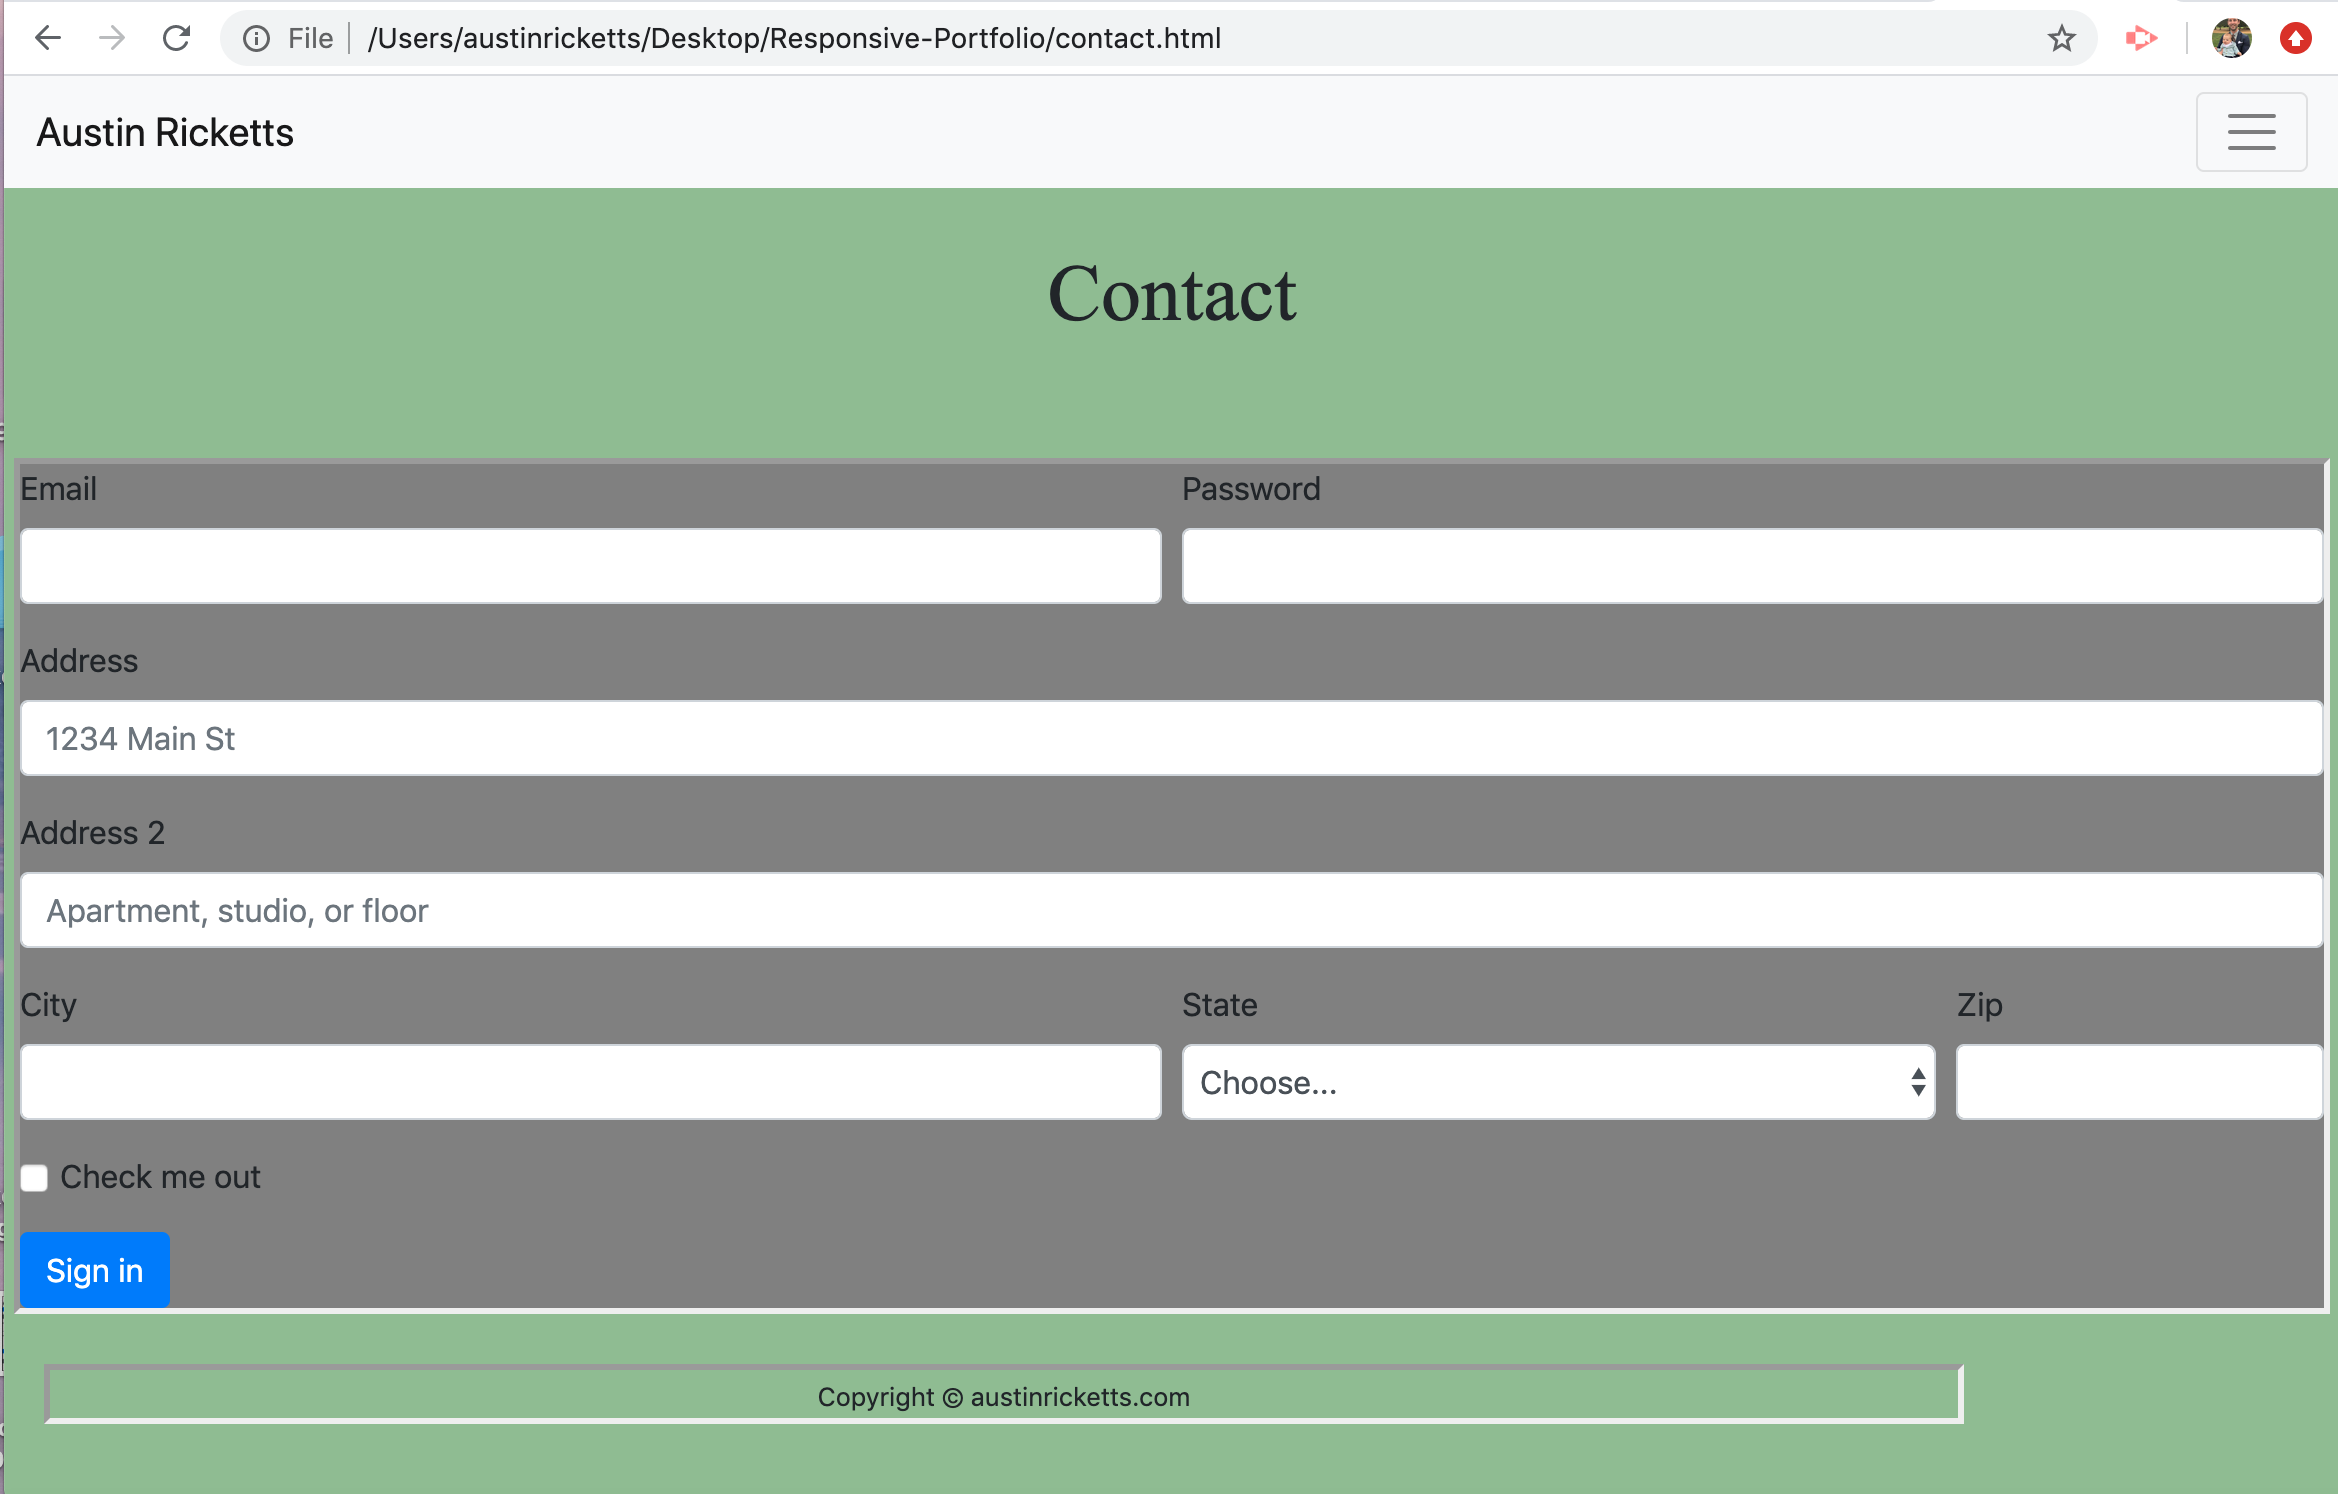 File /Users/austinricketts/Desktop/Responsive-Portfolio/contact.html
Austin Ricketts
Contact
Email Password
Address
1234 Main St
Address 2
Apartment, studio, or floor
City State Zip
Choose...
Check me out
Sign in
Copyright © austinricketts.com